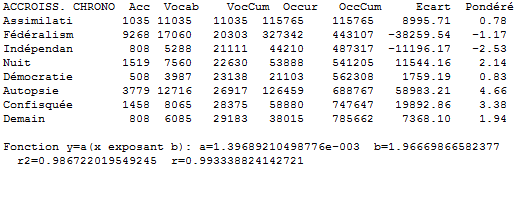 ACCROISS. CHRONO Acc Vocab VocCum Occur OccCum Ecart Pondéré
Assimilati 1035 11035 11035 115765 115765 8995.71 0.78
Fédéralism 9268 17060 20303 327342 443107 -38259.54 -1.17
Indépendan 808 5288 21111 44210 487317 -11196.17 -2.53
Nuit 1519 7560 22630 53888 541205 11544.16 2.14
Démocratie 508 3987 23138 21103 562308 1759.19 0.83
Autopsie 3779 12716 26917 126459 688767 58983.21 4.66
Confisquée 1458 8065 28375 58880 747647 19892.86 3.38
Demain 808 6085 29183 38015 785662 7368.10 1.94
Fonction y=a(x exposant b): a=1.39689210498776e-003 b=1.96669866582377
r2=0.986722019549245 r=0.993338824142721